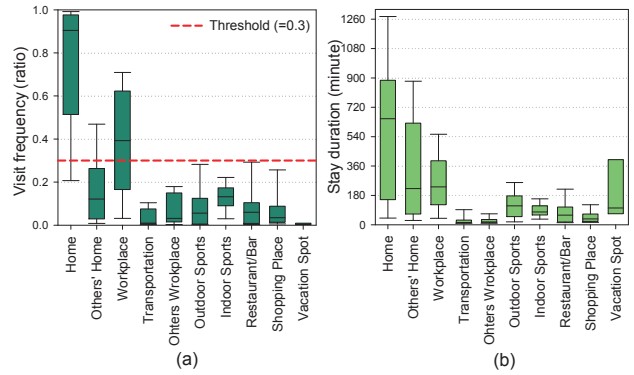 a
b
1.0
0.8
0.6
0.4
0.2
0.0
Visit frequency (ratio)
Threshold (=0.3)
Home
Others' Home
Workplace
Transportation
Ohters Wrokplace
Outdoor Sports
Indoor Sports
Restaurant/Bar
Shopping Place
Vacation Spot
(a)
1260
1080
900
720
540
360
180
0
Stay duration (minute)
Home
Others' Home
Workplace
Transportation
Ohters Wrokplace
Outdoor Sports
Indoor Sports
Restaurant/Bar
Shopping Place
Vacation Spot
(b)